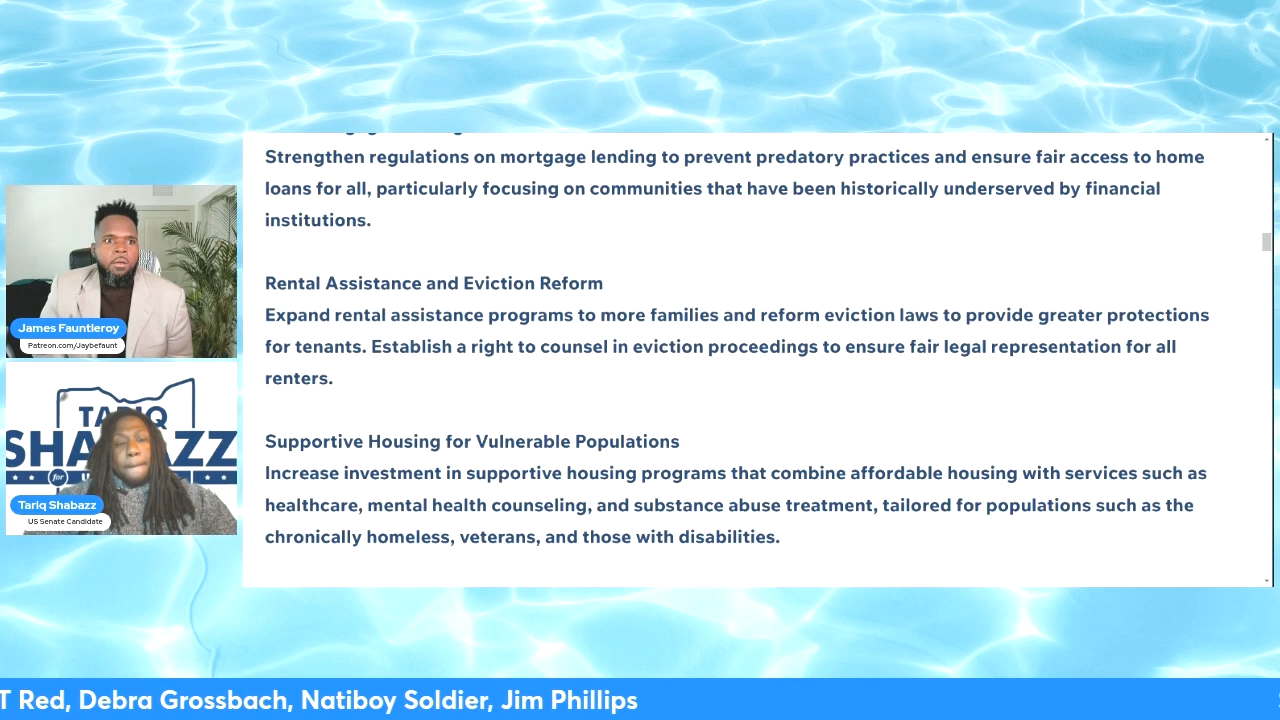 Strengthen regulations on mortgage lending to prevent predatory practices and ensure fair access to home
loans for all, particularly focusing on communities that have been historically underserved by financial
institutions.
Rental Assistance and Eviction Reform
Expand rental assistance programs to more families and reform eviction laws to provide greater protections
for tenants. Establish a right to counsel in eviction proceedings to ensure fair legal representation for all
renters.
Supportive Housing for Vulnerable Populations
Increase investment in supportive housing programs that combine affordable housing with services such as
healthcare, mental health counseling, and substance abuse treatment, tailored for populations such as the
chronically homeless, veterans, and those with disabilities.
James Fauntleroy
Patreon.com/Jaybefaunt
for
Tariq Shabazz
US Senate Candidate
T Red, Debra Grossbach, Natiboy Soldier, Jim Phillips